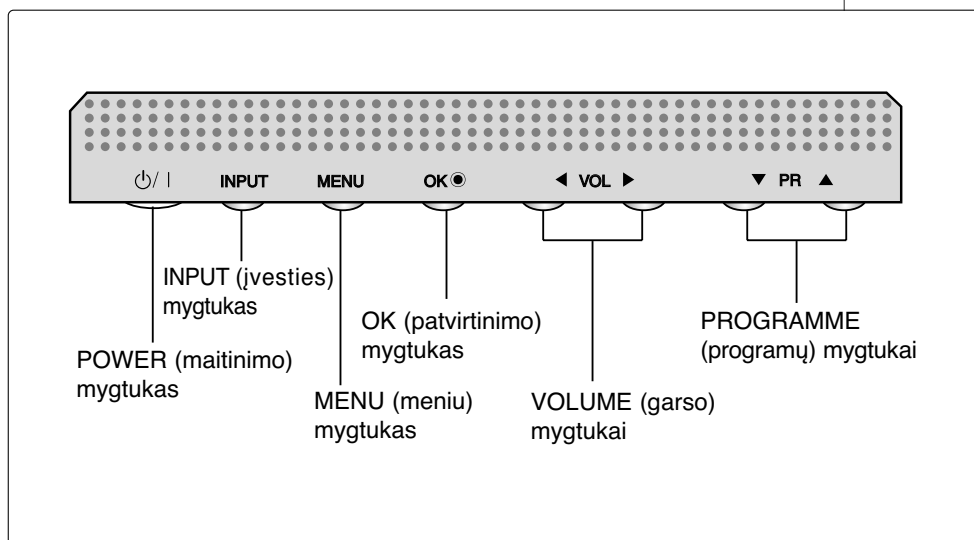 ⏻/ I INPUT MENU OK◉ ◀ VOL ▶ ▼ PR ▲
INPUT (įvesties)
mygtukas
OK (patvirtinimo)
mygtukas
PROGRAMME
(programų) mygtukai
POWER (maitinimo)
mygtukas
MENU (meniu)
mygtukas
VOLUME (garso)
mygtukai